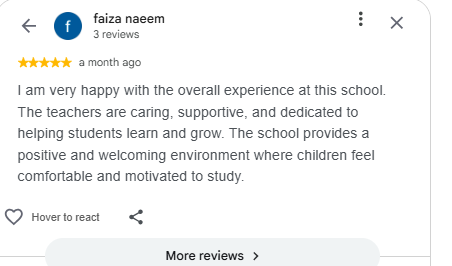 f
faiza naeem
3 reviews
a month ago
I am very happy with the overall experience at this school.
The teachers are caring, supportive, and dedicated to
helping students learn and grow. The school provides a
positive and welcoming environment where children feel
comfortable and motivated to study.
Hover to react
More reviews